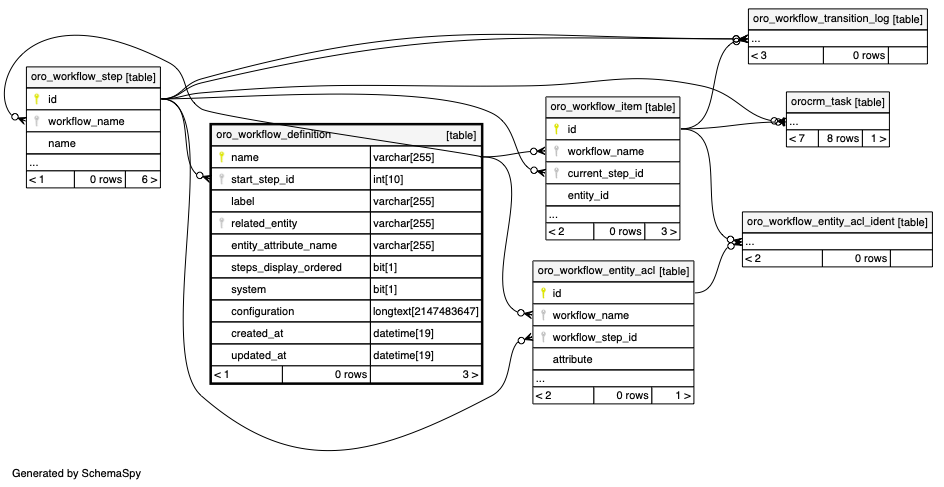 oro_workflow_step [table]
id
workflow_name
name
...
< 1 0 rows 6 >
oro_workflow_definition [table]
name varchar[255]
start_step_id int[10]
label varchar[255]
related_entity varchar[255]
entity_attribute_name varchar[255]
steps_display_ordered bit[1]
system bit[1]
configuration longtext[2147483647]
created_at datetime[19]
updated_at datetime[19]
< 1 0 rows 3 >
oro_workflow_item [table]
id
workflow_name
current_step_id
entity_id
...
< 2 0 rows 3 >
oro_workflow_entity_acl [table]
id
workflow_name
workflow_step_id
attribute
...
< 2 0 rows 1 >
oro_workflow_transition_log [table]
...
< 3 0 rows
orocrm_task [table]
...
< 7 8 rows 1 >
oro_workflow_entity_acl_ident [table]
...
< 2 0 rows
Generated by SchemaSpy